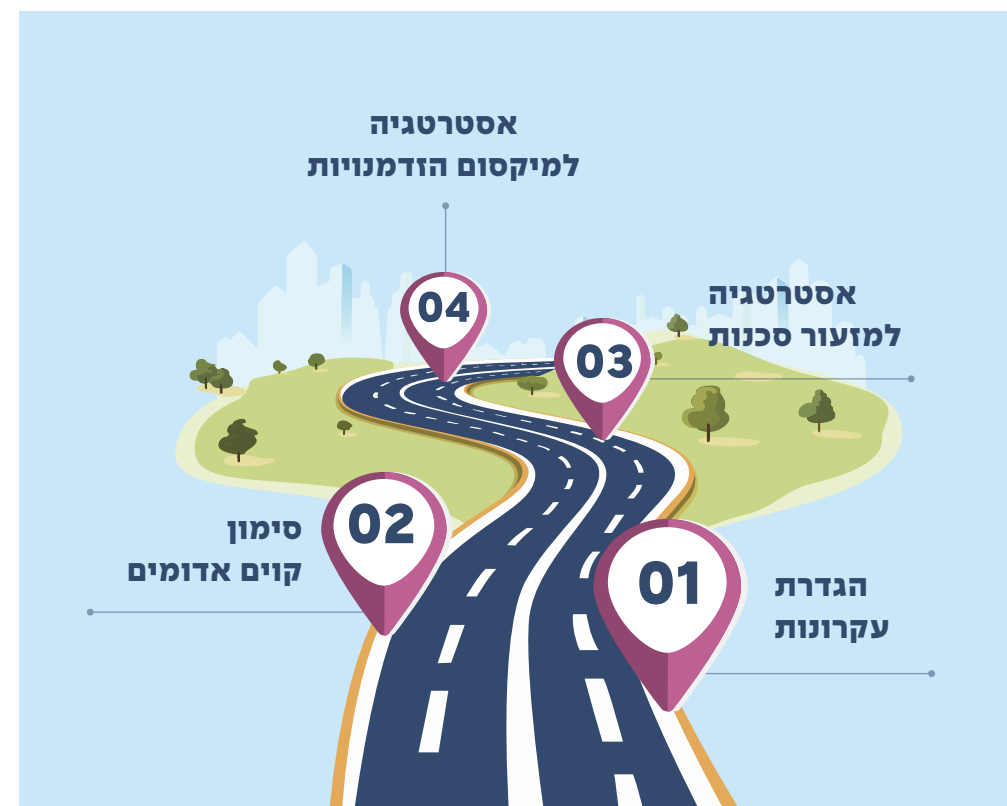 אסטרטגיה
למיקסום הזדמנויות
04
אסטרטגיה
למזעור סכנות
03
סימון
קוים אדומים
02
הגדרת
עקרונות
01